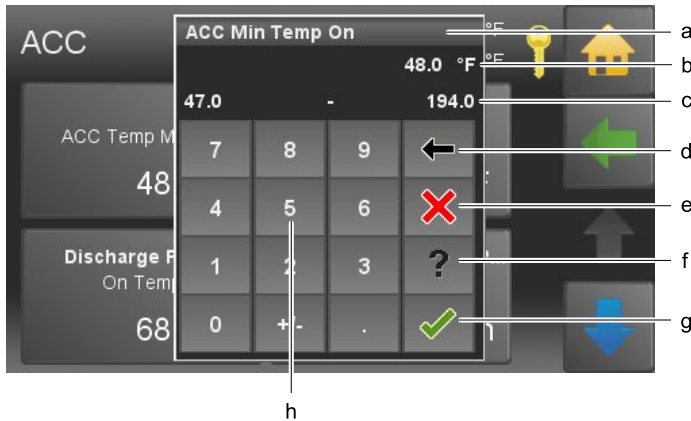 ACC
ACC Min Temp On
°F
a
48.0 °F
°F
b
47.0 - 194.0
c
ACC Temp M
48
7 8 9
d
4 5 6
e
Discharge F
On Tem
68
1 2 3 ?
f
0 +/- .
g
h